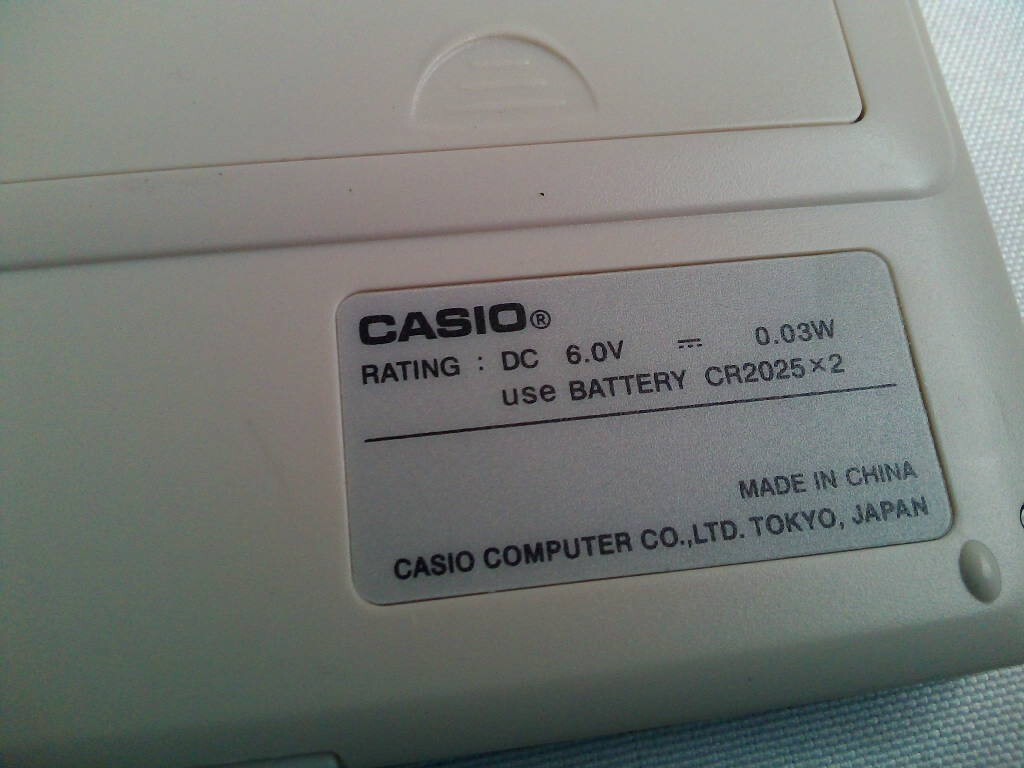 CASIO®
RATING : DC 6.0V ⎓ 0.03W
use BATTERY CR2025×2
MADE IN CHINA
CASIO COMPUTER CO.,LTD. TOKYO, JAPAN